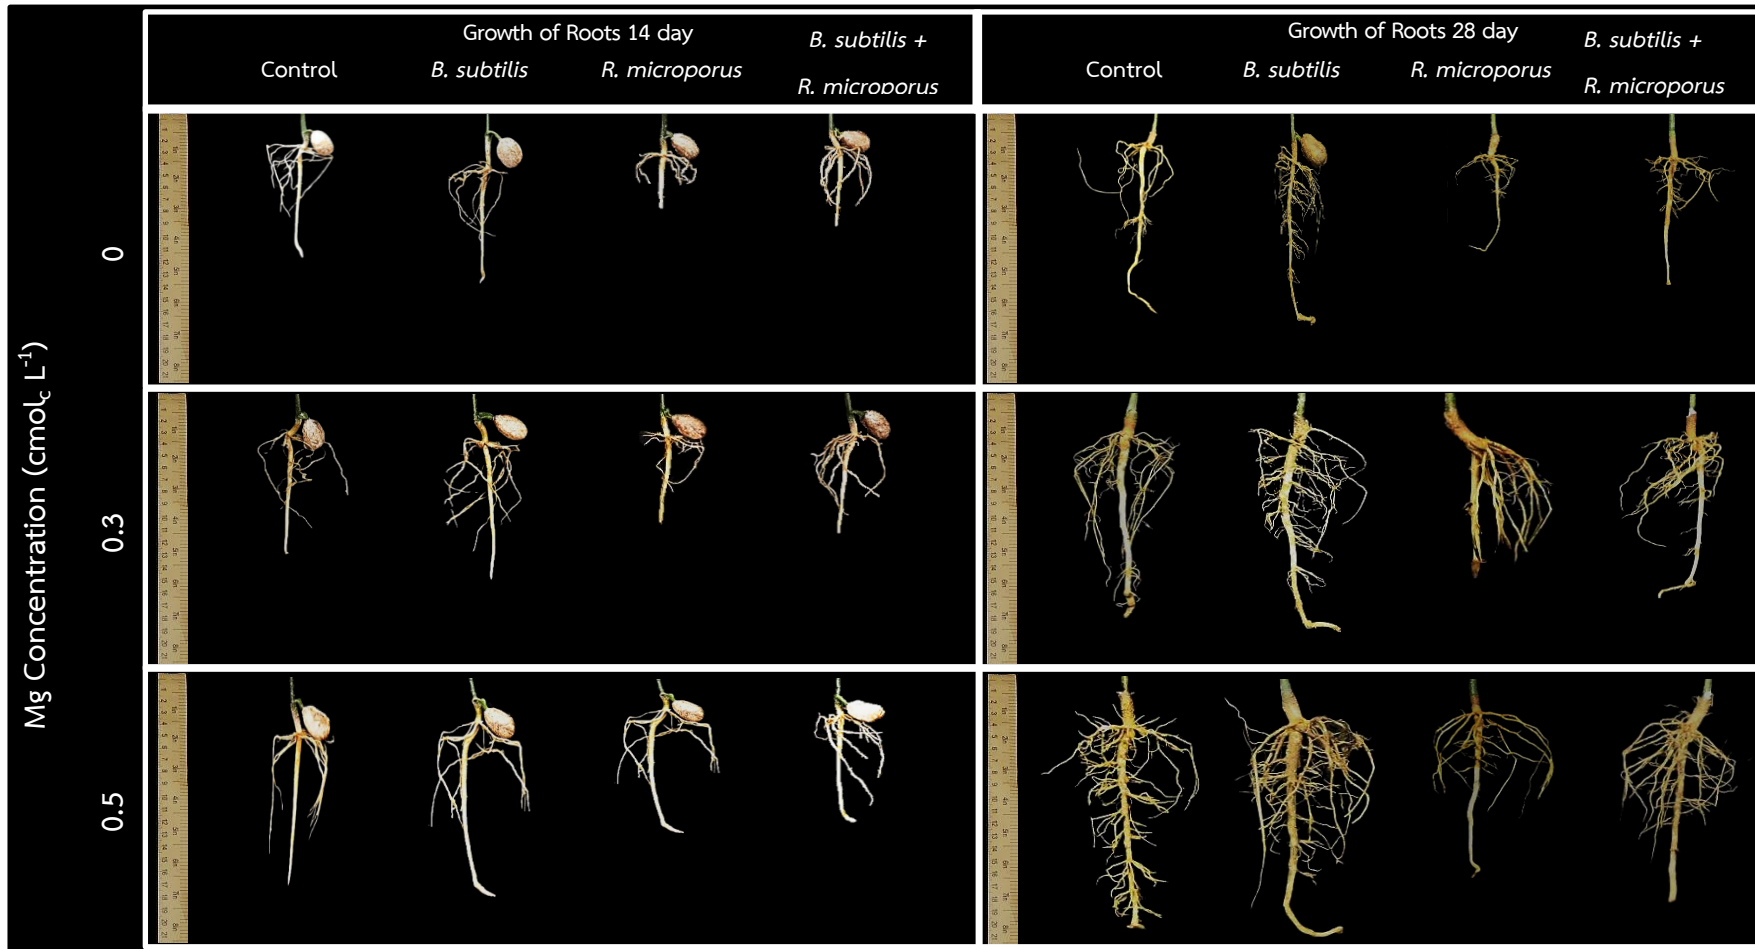 Growth of Roots 14 day
Control
B. subtilis
R. microporus
B. subtilis +
R. microporus
Growth of Roots 28 day
Control
B. subtilis
R. microporus
B. subtilis +
R. microporus
Mg Concentration (cmolc L-1)
0
0.3
0.5